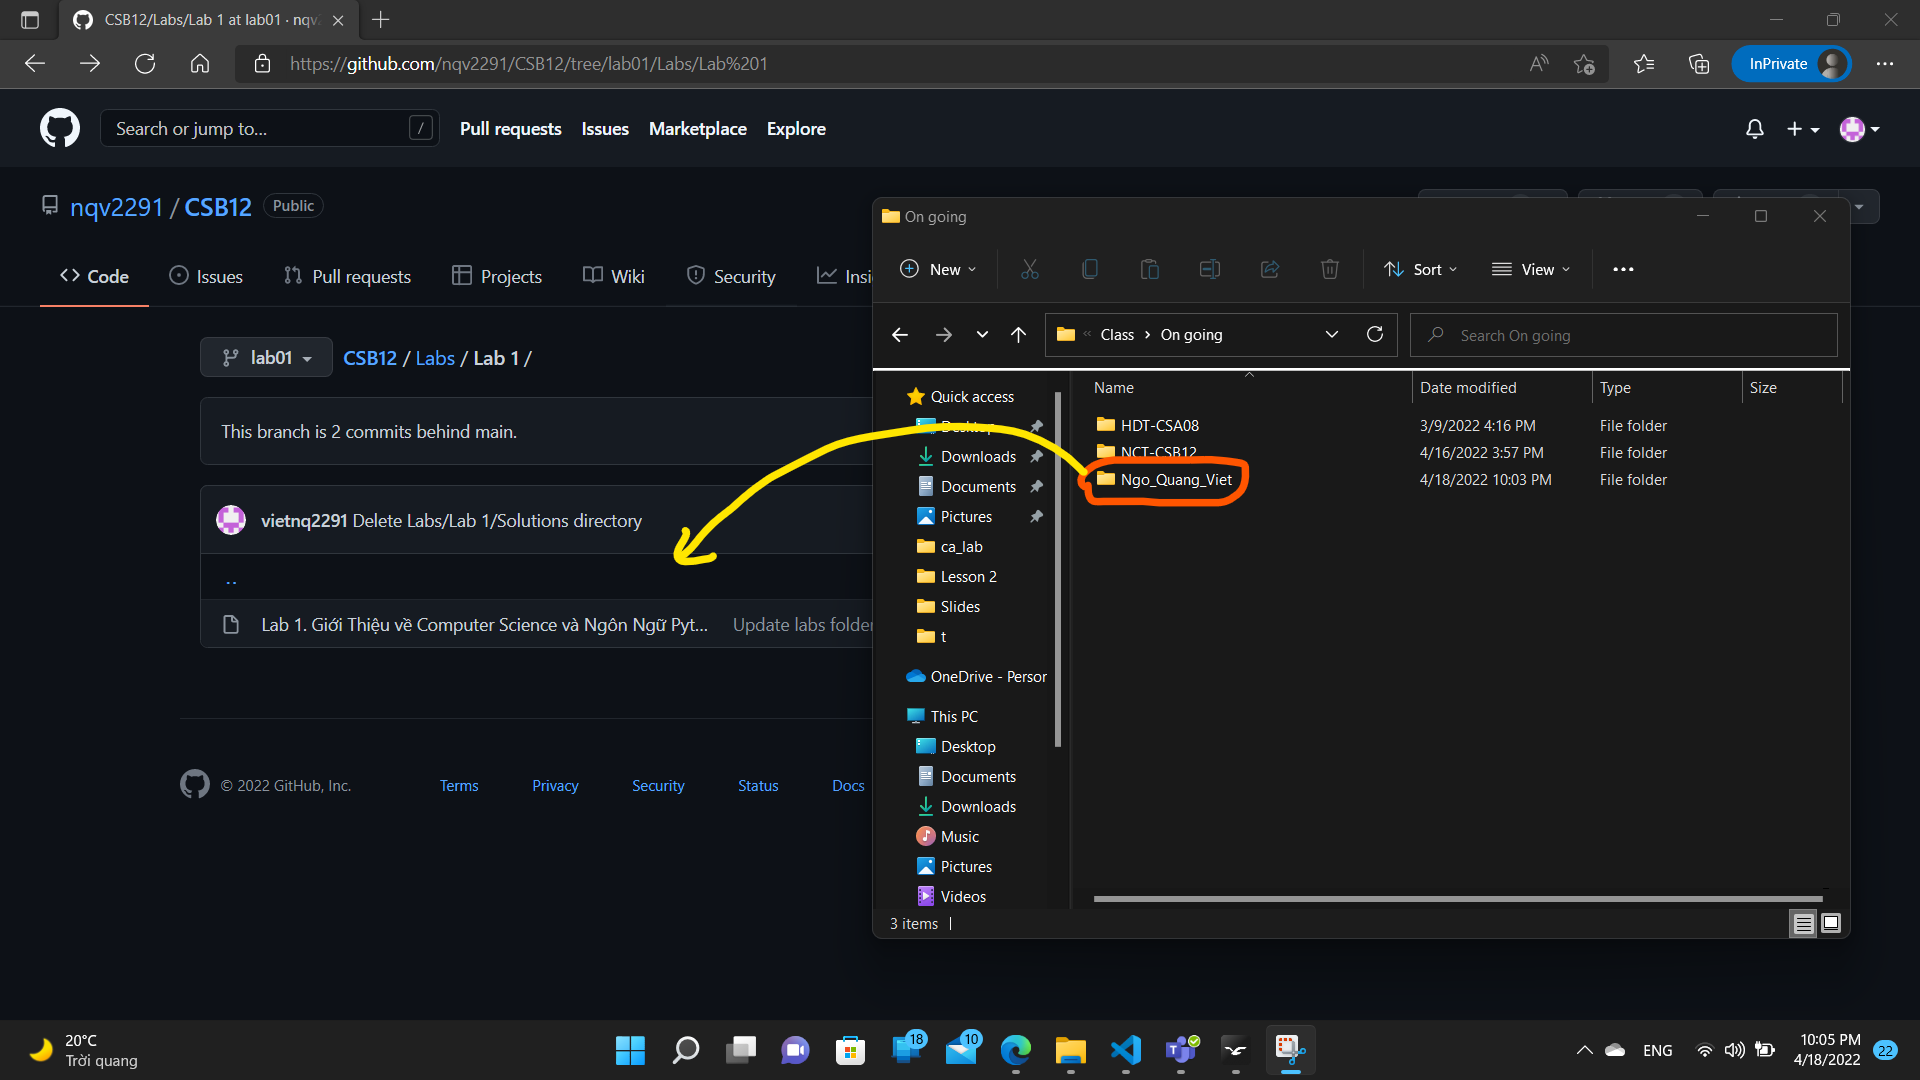 CSB12/Labs/Lab 1 at lab01 · nqv
https://github.com/nqv2291/CSB12/tree/lab01/Labs/Lab%201
InPrivate
Search or jump to...
/
Pull requests
Issues
Marketplace
Explore
nqv2291 / CSB12
Public
Code
Issues
Pull requests
Projects
Wiki
Security
Insi
lab01
CSB12 / Labs / Lab 1 /
This branch is 2 commits behind main.
vietnq2291 Delete Labs/Lab 1/Solutions directory
..
Lab 1. Giới Thiệu về Computer Science và Ngôn Ngữ Pyt...
Update labs folder
© 2022 GitHub, Inc.
Terms
Privacy
Security
Status
Docs
On going
New
Sort
View
Class › On going
Search On going
Name
Date modified
Type
Size
HDT-CSA08
3/9/2022 4:16 PM
File folder
NCT-CSB12
4/16/2022 3:57 PM
File folder
Ngo_Quang_Viet
4/18/2022 10:03 PM
File folder
Quick access
Desktop
Downloads
Documents
Pictures
ca_lab
Lesson 2
Slides
t
OneDrive - Person
This PC
Desktop
Documents
Downloads
Music
Pictures
Videos
3 items
20°C
Trời quang
18
10
ENG
10:05 PM
4/18/2022
22